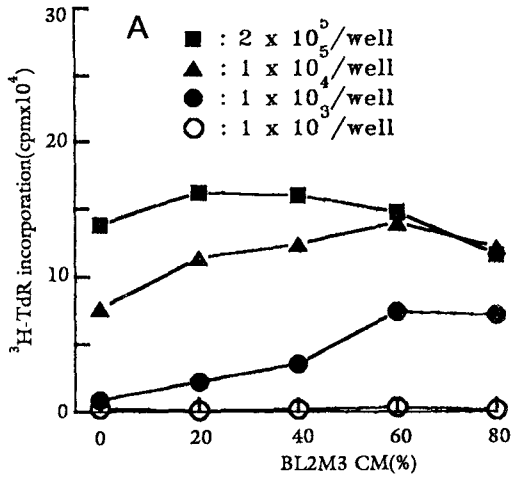 A
30
20
10
0
³H-TdR incorporation(cpmx10⁴)
■ : 2 x 10⁵/well
▲ : 1 x 10⁵/well
● : 1 x 10⁴/well
○ : 1 x 10³/well
0 20 40 60 80
BL2M3 CM(%)